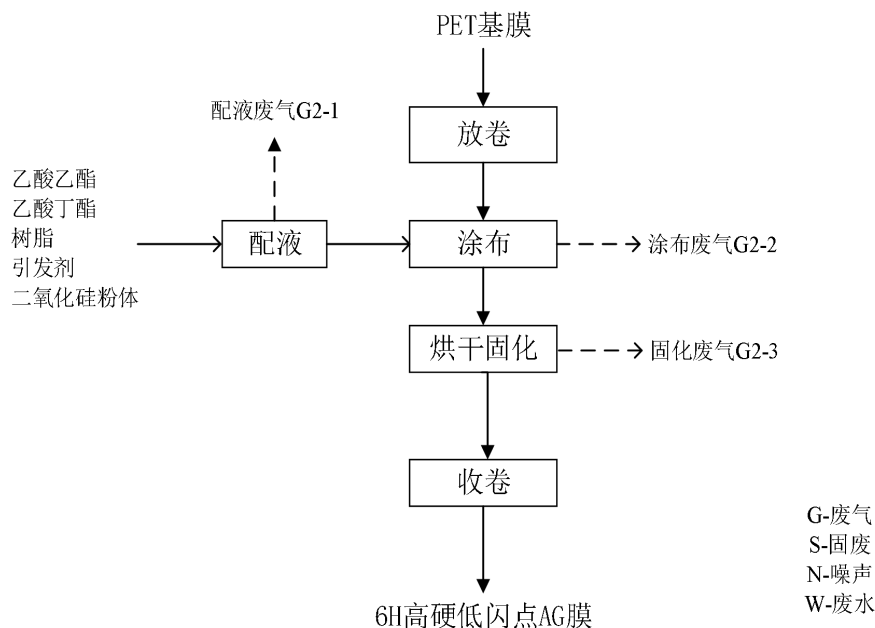 PET基膜
配液废气G2-1
放卷
乙酸乙酯
乙酸丁酯
树脂
引发剂
二氧化硅粉体
配液
涂布
涂布废气G2-2
烘干固化
固化废气G2-3
收卷
G-废气
S-固废
N-噪声
W-废水
6H高硬低闪点AG膜